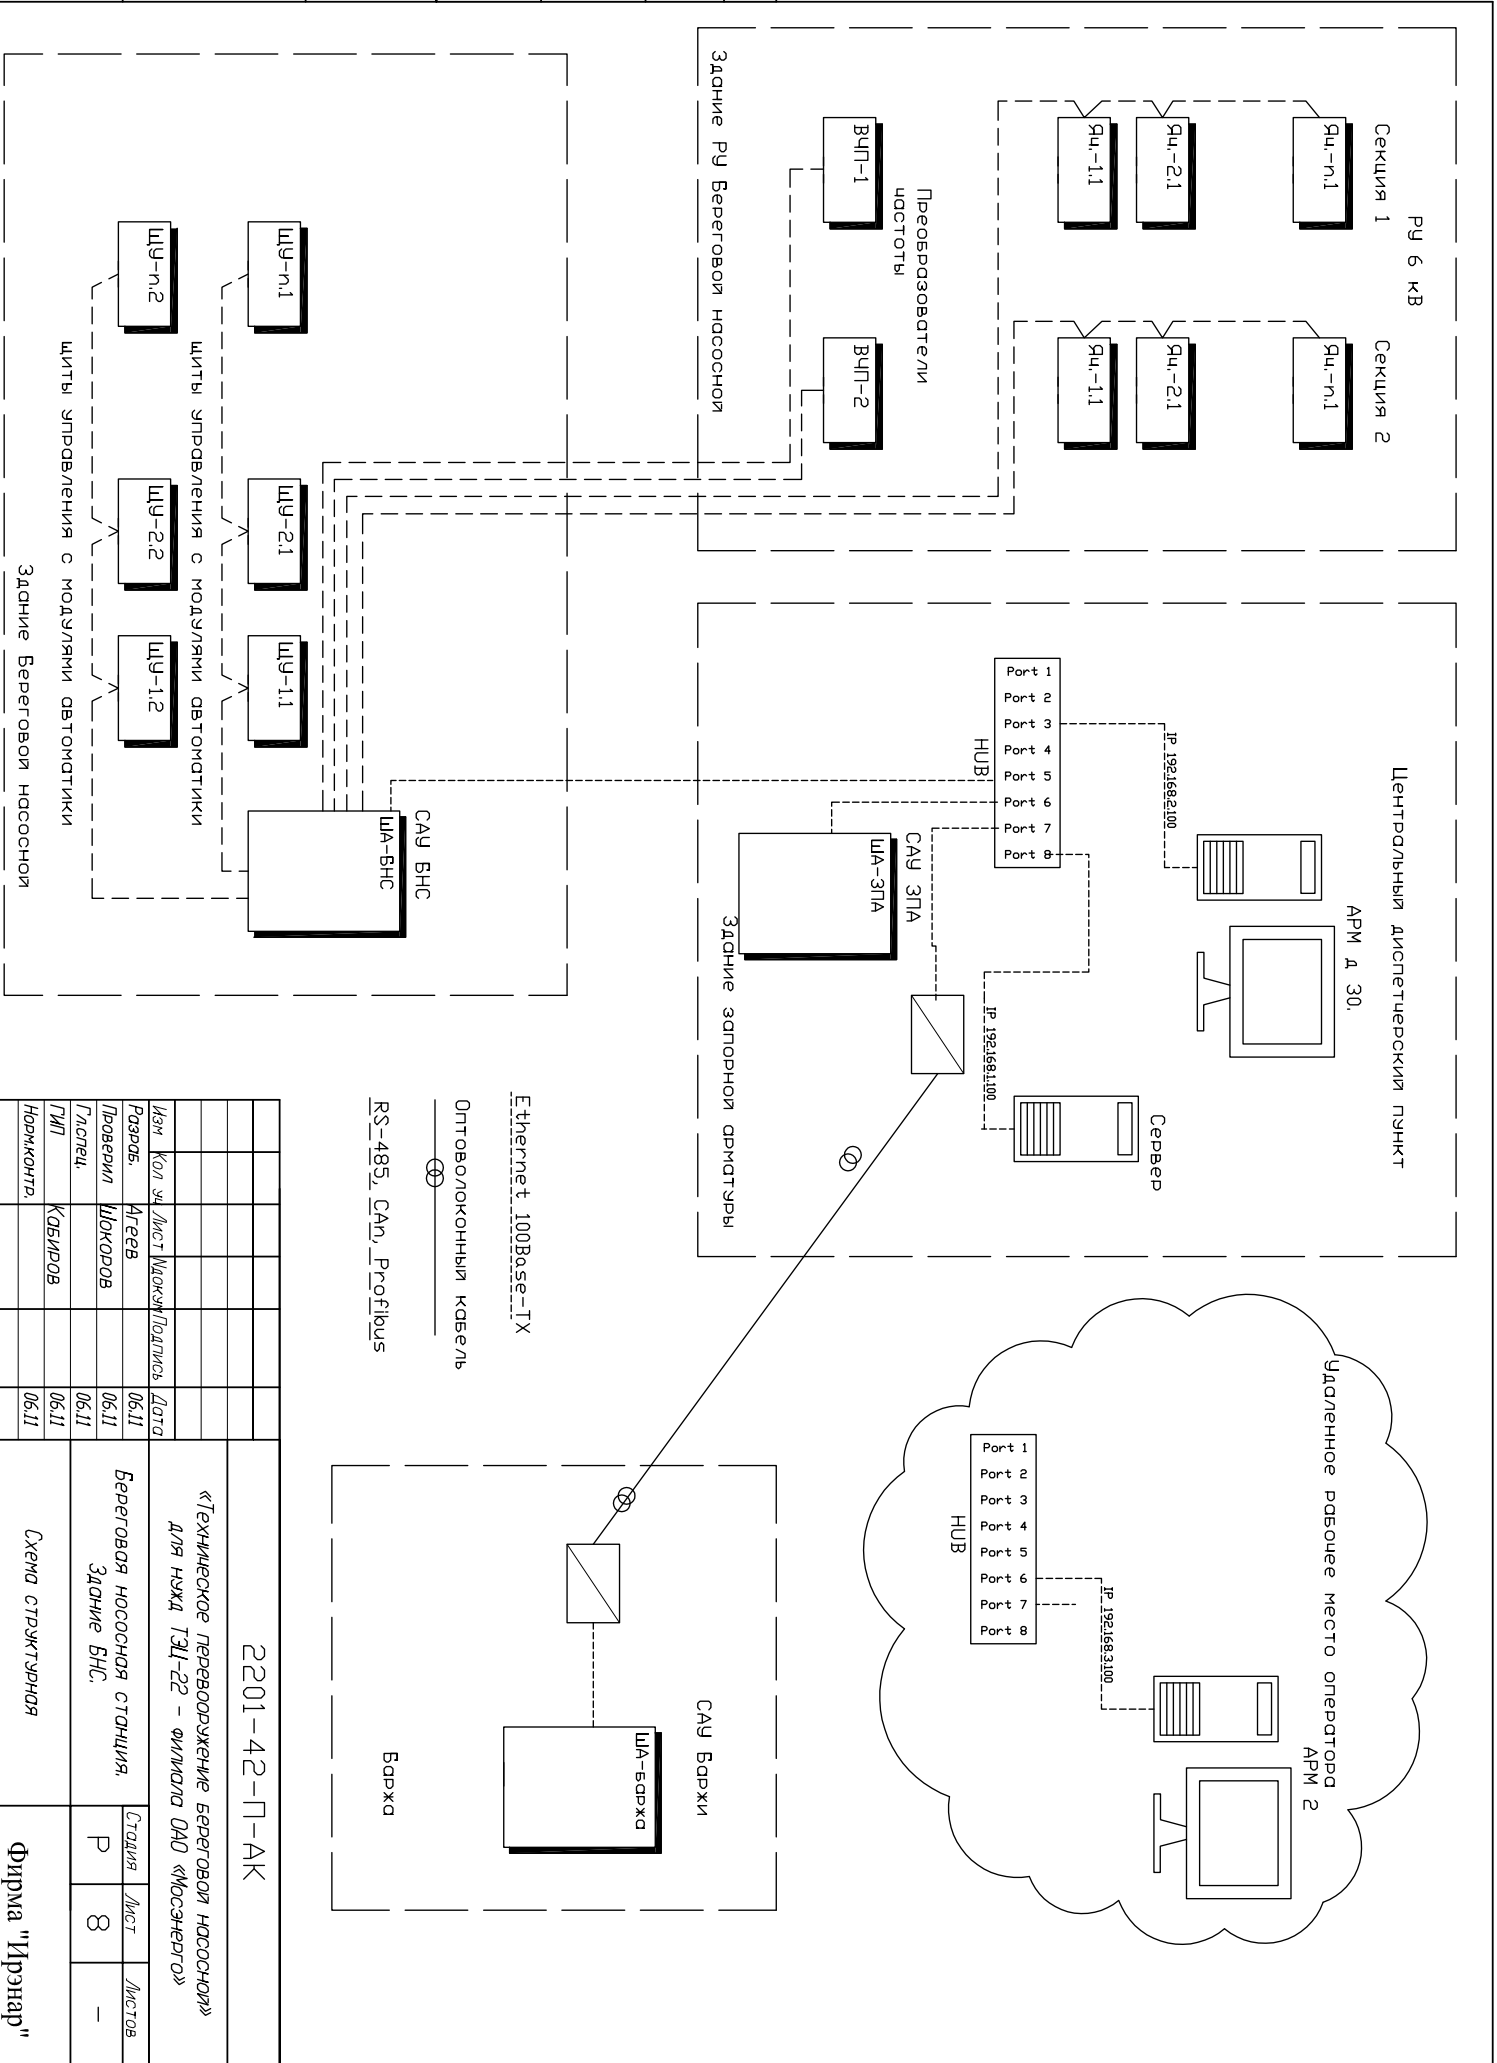 РУ 6 кВ
Секция 1
Секция 2
Яч.-n.1
Яч.-n.1
Яч.-2.1
Яч.-2.1
Яч.-1.1
Яч.-1.1
Преобразователи
частоты
ВЧП-1
ВЧП-2
Здание РУ Береговой насосной
Центральный диспетчерский пункт
АРМ д 30.
Сервер
IP 192.168.2.100
IP 192.168.1.100
Port 1
Port 2
Port 3
Port 4
Port 5
Port 6
Port 7
Port 8
HUB
САУ ЗПА
ША-ЗПА
Здание запорной арматуры
Удаленное рабочее место оператора
АРМ 2
IP 192.168.3.100
Port 1
Port 2
Port 3
Port 4
Port 5
Port 6
Port 7
Port 8
HUB
САУ БНС
ША-БНС
ЩУ-n.1
ЩУ-2.1
ЩУ-1.1
щиты управления с модулями автоматики
ЩУ-n.2
ЩУ-2.2
ЩУ-1.2
щиты управления с модулями автоматики
Здание Береговой насосной
Ethernet 100Base-TX
Оптоволоконный кабель
RS-485, CAn, Profibus
САУ Баржи
ША-Баржа
Баржа
2201-42-П-АК
«Техническое перевооружение Береговой насосной»
для нужд ТЭЦ-22 - филиала ОАО «Мосэнерго»
Изм Кол уч Лист №докум Подпись Дата
Разраб. Агеев 06.11
Проверил Шокоров 06.11
Гл.спец. 06.11
ГИП Кабиров 06.11
Норм.контр. 06.11
Береговая нососная станция.
Здание БНС.
Стадия Лист Листов
Р 8 -
Схема структурная
Фирма "Ирэнар"